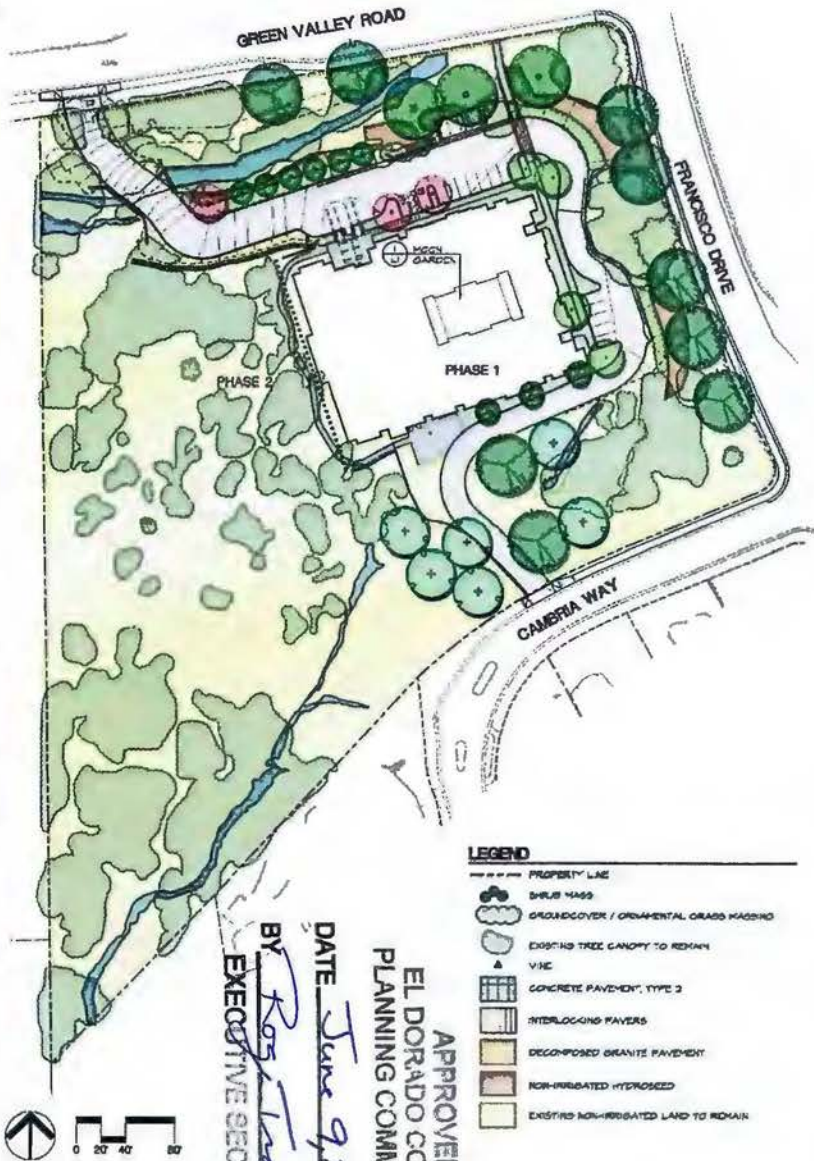 GREEN VALLEY ROAD
FRANCISCO DRIVE
MOON
GARDEN
PHASE 2
PHASE 1
CAMBRIA WAY
LEGEND
PROPERTY LINE
SHRUB MASS
GROUNDCOVER / ORNAMENTAL GRASS MASSING
EXISTING TREE CANOPY TO REMAIN
VINE
CONCRETE PAVEMENT, TYPE 2
INTERLOCKING PAVERS
DECOMPOSED GRANITE PAVEMENT
NON-IRRIGATED HYDROSEED
EXISTING NON-IRRIGATED LAND TO REMAIN
APPROVE
EL DORADO CO
PLANNING COMM
DATE June 9,
BY
EXECUTIVE SEC
0 20' 40' 80'